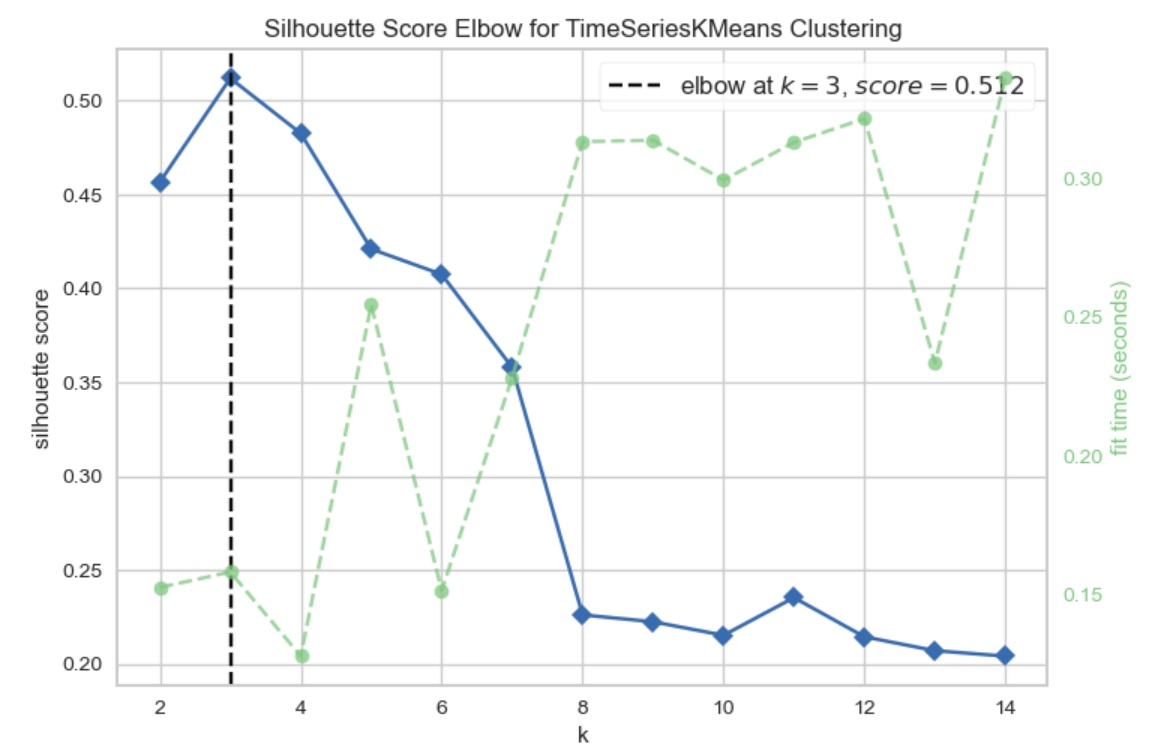 Silhouette Score Elbow for TimeSeriesKMeans Clustering
elbow at k = 3, score = 0.512
0.50
0.45
0.40
0.35
0.30
0.25
0.20
silhouette score
0.30
0.25
0.20
0.15
fit time (seconds)
2 4 6 8 10 12 14
k